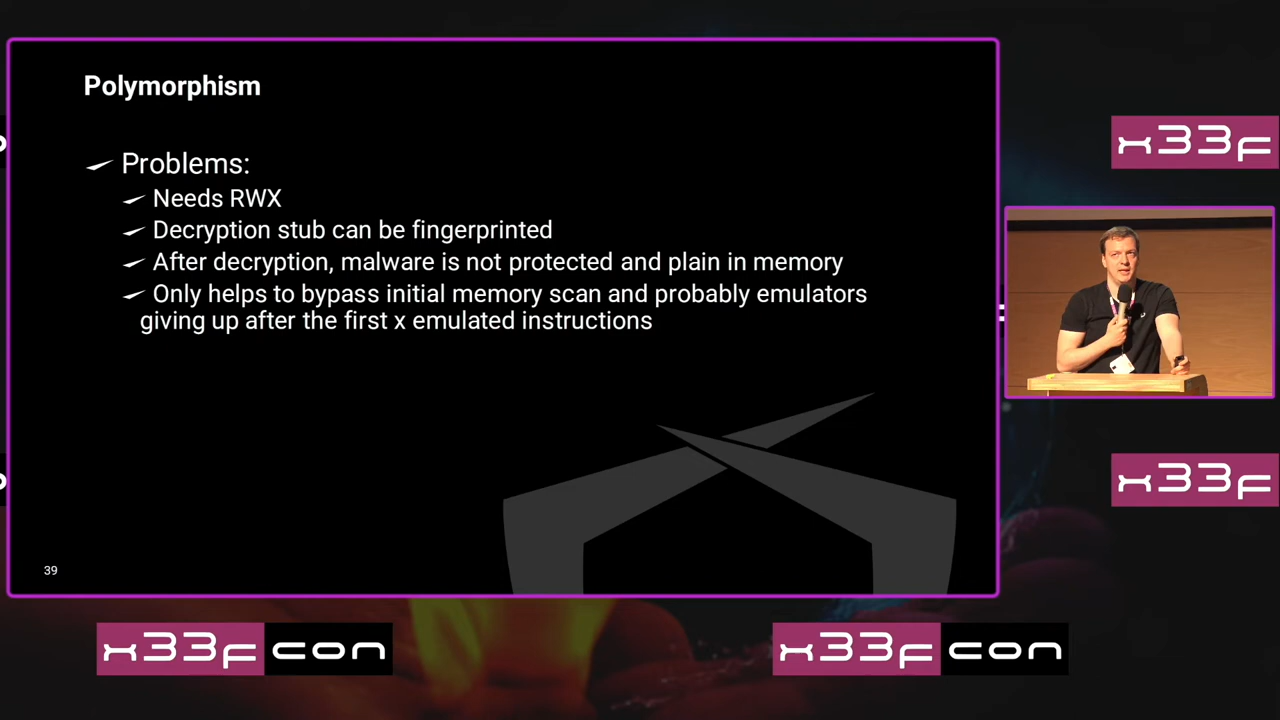 Polymorphism
Problems:
Needs RWX
Decryption stub can be fingerprinted
After decryption, malware is not protected and plain in memory
Only helps to bypass initial memory scan and probably emulators
giving up after the first x emulated instructions
39
x33f
x33f
x33fcon
x33fcon